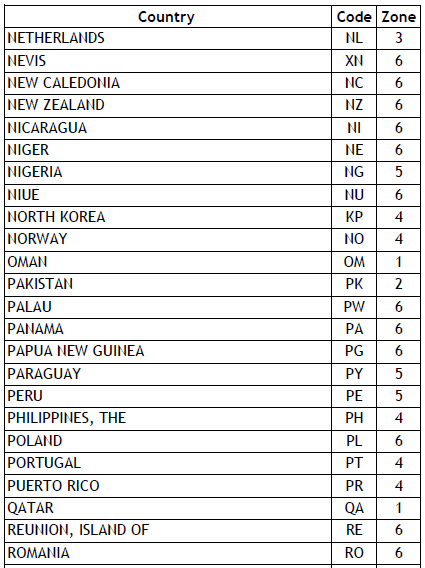 Country Code Zone
NETHERLANDS NL 3
NEVIS XN 6
NEW CALEDONIA NC 6
NEW ZEALAND NZ 6
NICARAGUA NI 6
NIGER NE 6
NIGERIA NG 5
NIUE NU 6
NORTH KOREA KP 4
NORWAY NO 4
OMAN OM 1
PAKISTAN PK 2
PALAU PW 6
PANAMA PA 6
PAPUA NEW GUINEA PG 6
PARAGUAY PY 5
PERU PE 5
PHILIPPINES, THE PH 4
POLAND PL 6
PORTUGAL PT 4
PUERTO RICO PR 4
QATAR QA 1
REUNION, ISLAND OF RE 6
ROMANIA RO 6